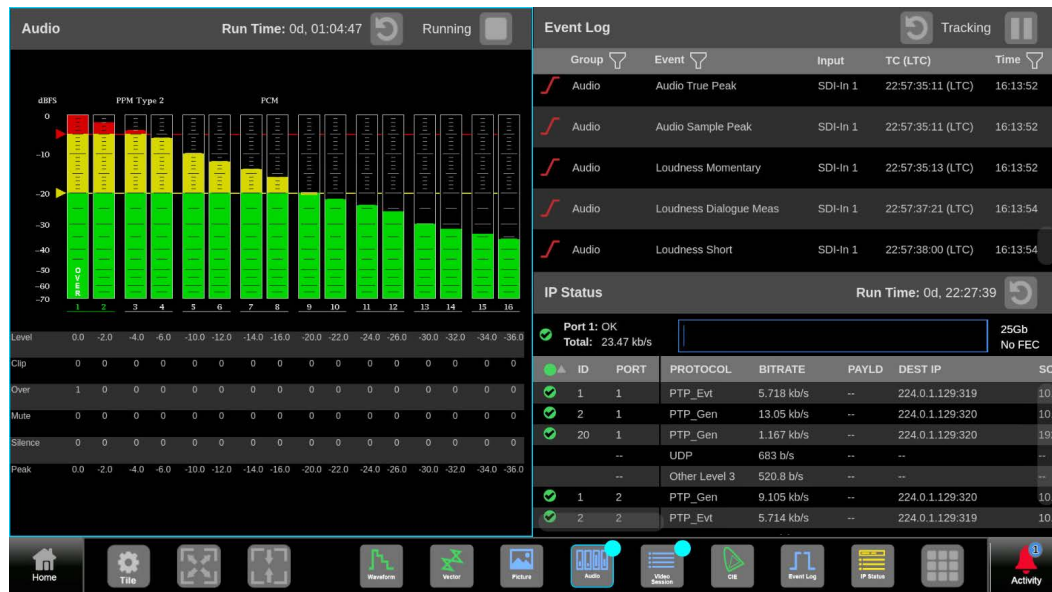 Audio
Run Time: 0d, 01:04:47
Running
dBFS
PPM Type 2
PCM
0
-10
-20
-30
-40
-50
-60
-70
OVER
1 2 3 4 5 6 7 8 9 10 11 12 13 14 15 16
Level 0.0 -2.0 -4.0 -6.0 -10.0 -12.0 -14.0 -16.0 -20.0 -22.0 -24.0 -26.0 -30.0 -32.0 -34.0 -36.0
Clip 0 0 0 0 0 0 0 0 0 0 0 0 0 0 0 0
Over 1 0 0 0 0 0 0 0 0 0 0 0 0 0 0 0
Mute 0 0 0 0 0 0 0 0 0 0 0 0 0 0 0 0
Silence 0 0 0 0 0 0 0 0 0 0 0 0 0 0 0 0
Peak 0.0 -2.0 -4.0 -6.0 -10.0 -12.0 -14.0 -16.0 -20.0 -22.0 -24.0 -26.0 -30.0 -32.0 -34.0 -36.0
Event Log
Tracking
Group Event Input TC (LTC) Time
Audio Audio True Peak SDI-In 1 22:57:35:11 (LTC) 16:13:52
Audio Audio Sample Peak SDI-In 1 22:57:35:11 (LTC) 16:13:52
Audio Loudness Momentary SDI-In 1 22:57:35:13 (LTC) 16:13:52
Audio Loudness Dialogue Meas SDI-In 1 22:57:37:21 (LTC) 16:13:54
Audio Loudness Short SDI-In 1 22:57:38:00 (LTC) 16:13:54
IP Status
Run Time: 0d, 22:27:39
Port 1: OK
Total: 23.47 kb/s
25Gb
No FEC
ID PORT PROTOCOL BITRATE PAYLD DEST IP SC
1 1 PTP_Evt 5.718 kb/s -- 224.0.1.129:319 10.
2 1 PTP_Gen 13.05 kb/s -- 224.0.1.129:320 10.
20 1 PTP_Gen 1.167 kb/s -- 224.0.1.129:320 19
-- UDP 683 b/s -- -- --
-- Other Level 3 520.8 b/s -- -- --
1 2 PTP_Gen 9.105 kb/s -- 224.0.1.129:320 10.
2 2 PTP_Evt 5.714 kb/s -- 224.0.1.129:319 10.
Home
Tile
Waveform
Vector
Picture
Audio
Video Session
CIE
Event Log
IP Status
1
Activity